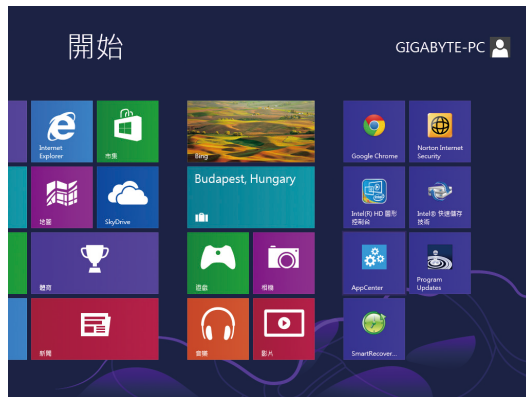 開始
GIGABYTE-PC
Internet
Explorer
市集
地圖
SkyDrive
體育
新聞
Bing
Budapest, Hungary
遊戲
相機
音樂
影片
Google Chrome
Norton Internet
Security
Intel(R) HD 圖形
控制台
Intel® 快速儲存
技術
AppCenter
Program
Updates
SmartRecover...